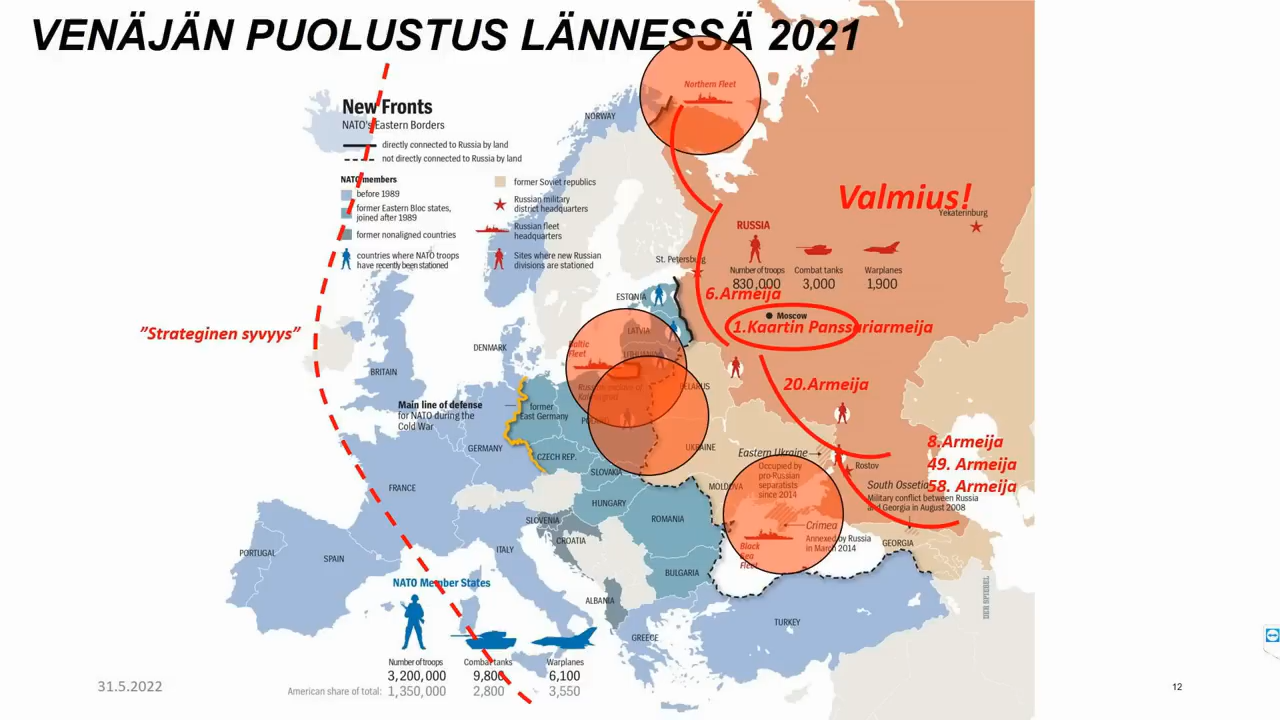 VENÄJÄN PUOLUSTUS LÄNNESSÄ 2021
New Fronts
NATO's Eastern Borders
directly connected to Russia by land
not directly connected to Russia by land
NATO members
before 1989
former Eastern Bloc states,
joined after 1989
former nonaligned countries
countries where NATO troops
have recently been stationed
former Soviet republics
Russian military
district headquarters
Russian fleet
headquarters
Sites where new Russian
divisions are stationed
NORWAY
Northern Fleet
Valmius!
Yekaterinburg
RUSSIA
Number of troops
830,000
Combat tanks
3,000
Warplanes
1,900
St. Petersburg
ESTONIA
6.Armeija
Moscow
1.Kaartin Panssariarmeija
"Strateginen syvyys"
LATVIA
LITHUANIA
Baltic
Fleet
DENMARK
BRITAIN
BELARUS
20.Armeija
Main line of defense
for NATO during the
Cold War
former
East Germany
POLAND
GERMANY
CZECH REP.
UKRAINE
Eastern Ukraine
Occupied by
pro-Russian
separatists
since 2014
Rostov
8.Armeija
49. Armeija
58. Armeija
South Ossetia
Military conflict between Russia
and Georgia in August 2008
SLOVAKIA
FRANCE
MOLDOVA
HUNGARY
SLOVENIA
ROMANIA
CROATIA
Crimea
Annexed by Russia
in March 2014
Black
Sea
Fleet
GEORGIA
PORTUGAL
SPAIN
ITALY
BULGARIA
ALBANIA
GREECE
TURKEY
DER SPIEGEL
NATO Member States
Number of troops
3,200,000
Combat tanks
9,800
Warplanes
6,100
American share of total:
1,350,000
2,800
3,550
31.5.2022
12